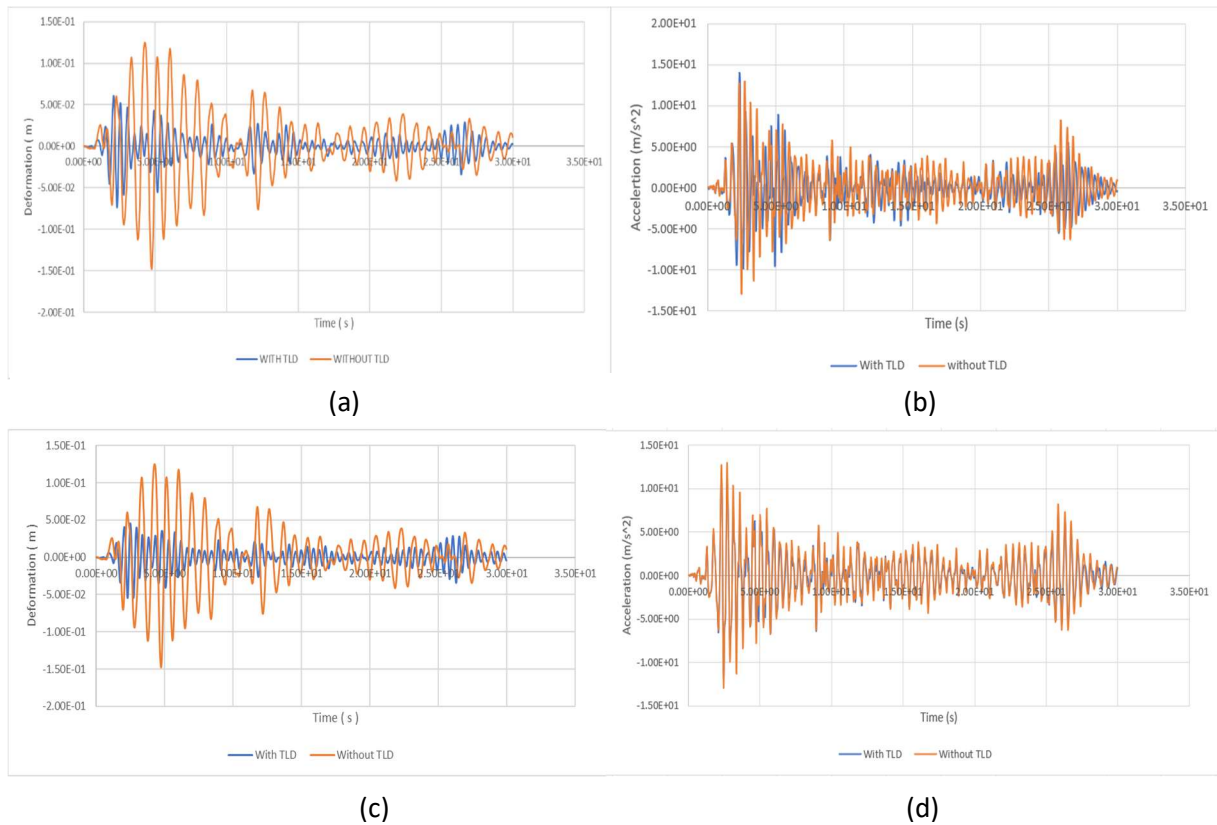 1.50E-01
1.00E-01
5.00E-02
0.00E+00
-5.00E-02
-1.00E-01
-1.50E-01
-2.00E-01
0.00E+00 5.00E+00 1.00E+01 1.50E+01 2.00E+01 2.50E+01 3.00E+01 3.50E+01
Deformation ( m )
Time ( s )
WITH TLD WITHOUT TLD
(a)
2.00E+01
1.50E+01
1.00E+01
5.00E+00
0.00E+00
-5.00E+00
-1.00E+01
-1.50E+01
0.00E+00 5.00E+00 1.00E+01 1.50E+01 2.00E+01 2.50E+01 3.00E+01 3.50E+01
Accelertion (m/s^2)
Time (s)
With TLD without TLD
(b)
1.50E-01
1.00E-01
5.00E-02
0.00E+00
-5.00E-02
-1.00E-01
-1.50E-01
-2.00E-01
0.00E+00 5.00E+00 1.00E+01 1.50E+01 2.00E+01 2.50E+01 3.00E+01 3.50E+01
Deformation ( m )
Time ( s )
With TLD Without TLD
(c)
1.50E+01
1.00E+01
5.00E+00
0.00E+00
-5.00E+00
-1.00E+01
-1.50E+01
0.00E+00 5.00E+00 1.00E+01 1.50E+01 2.00E+01 2.50E+01 3.00E+01 3.50E+01
Acceleration (m/s^2)
Time (s)
With TLD Without TLD
(d)